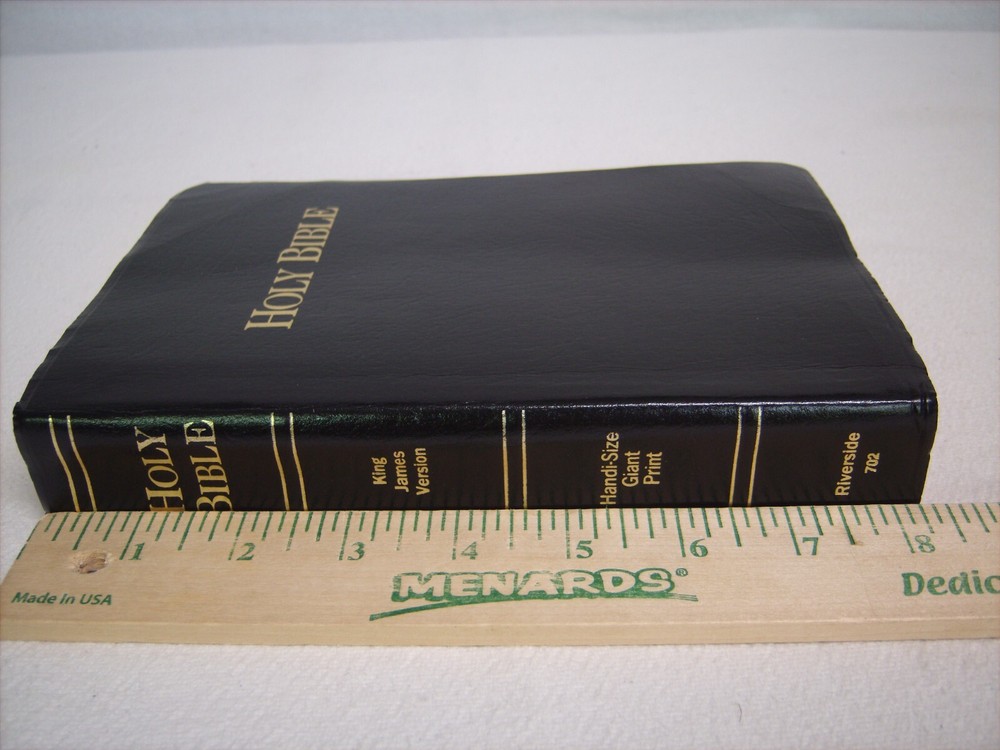 HOLY BIBLE
HOLY
BIBLE
King
James
Version
Handi-Size
Giant
Print
Riverside
702
1 2 3 4 5 6 7 8
Made in USA
MENARDS®
Dedic